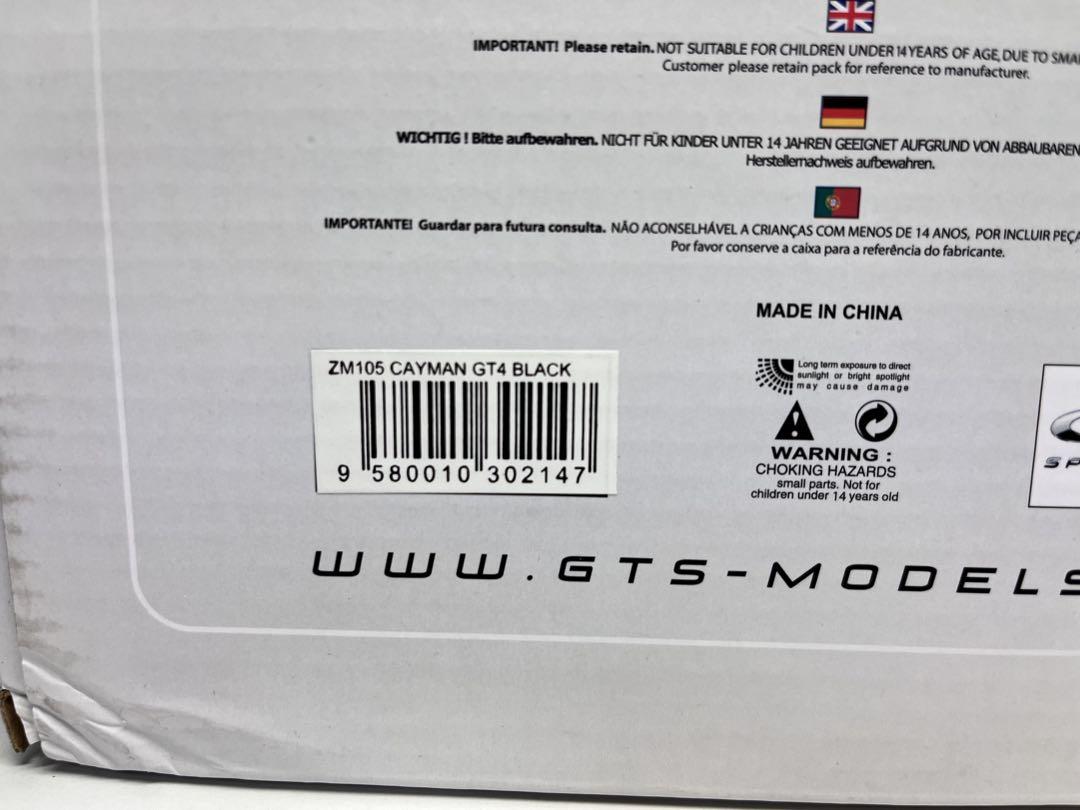 IMPORTANT! Please retain. NOT SUITABLE FOR CHILDREN UNDER 14 YEARS OF AGE, DUE TO
Customer please retain pack for reference to manufacturer.
WICHTIG ! Bitte aufbewahren. NICHT FÜR KINDER UNTER 14 JAHREN GEEIGNET AUFGRUND VON ABBAUBAREN
Herstellernachweis aufbewahren.
IMPORTANTE! Guardar para futura consulta. NÃO ACONSELHÁVEL A CRIANÇAS COM MENOS DE 14 ANOS, POR INCLUIR
Por favor conserve a caixa para a referência do fabricante.
MADE IN CHINA
ZM105 CAYMAN GT4 BLACK
9 580010 302147
Long term exposure to direct
sunlight or bright spotlight
may cause damage
WARNING :
CHOKING HAZARDS
small parts. Not for
children under 14 years old
WWW.GTS-MODELS